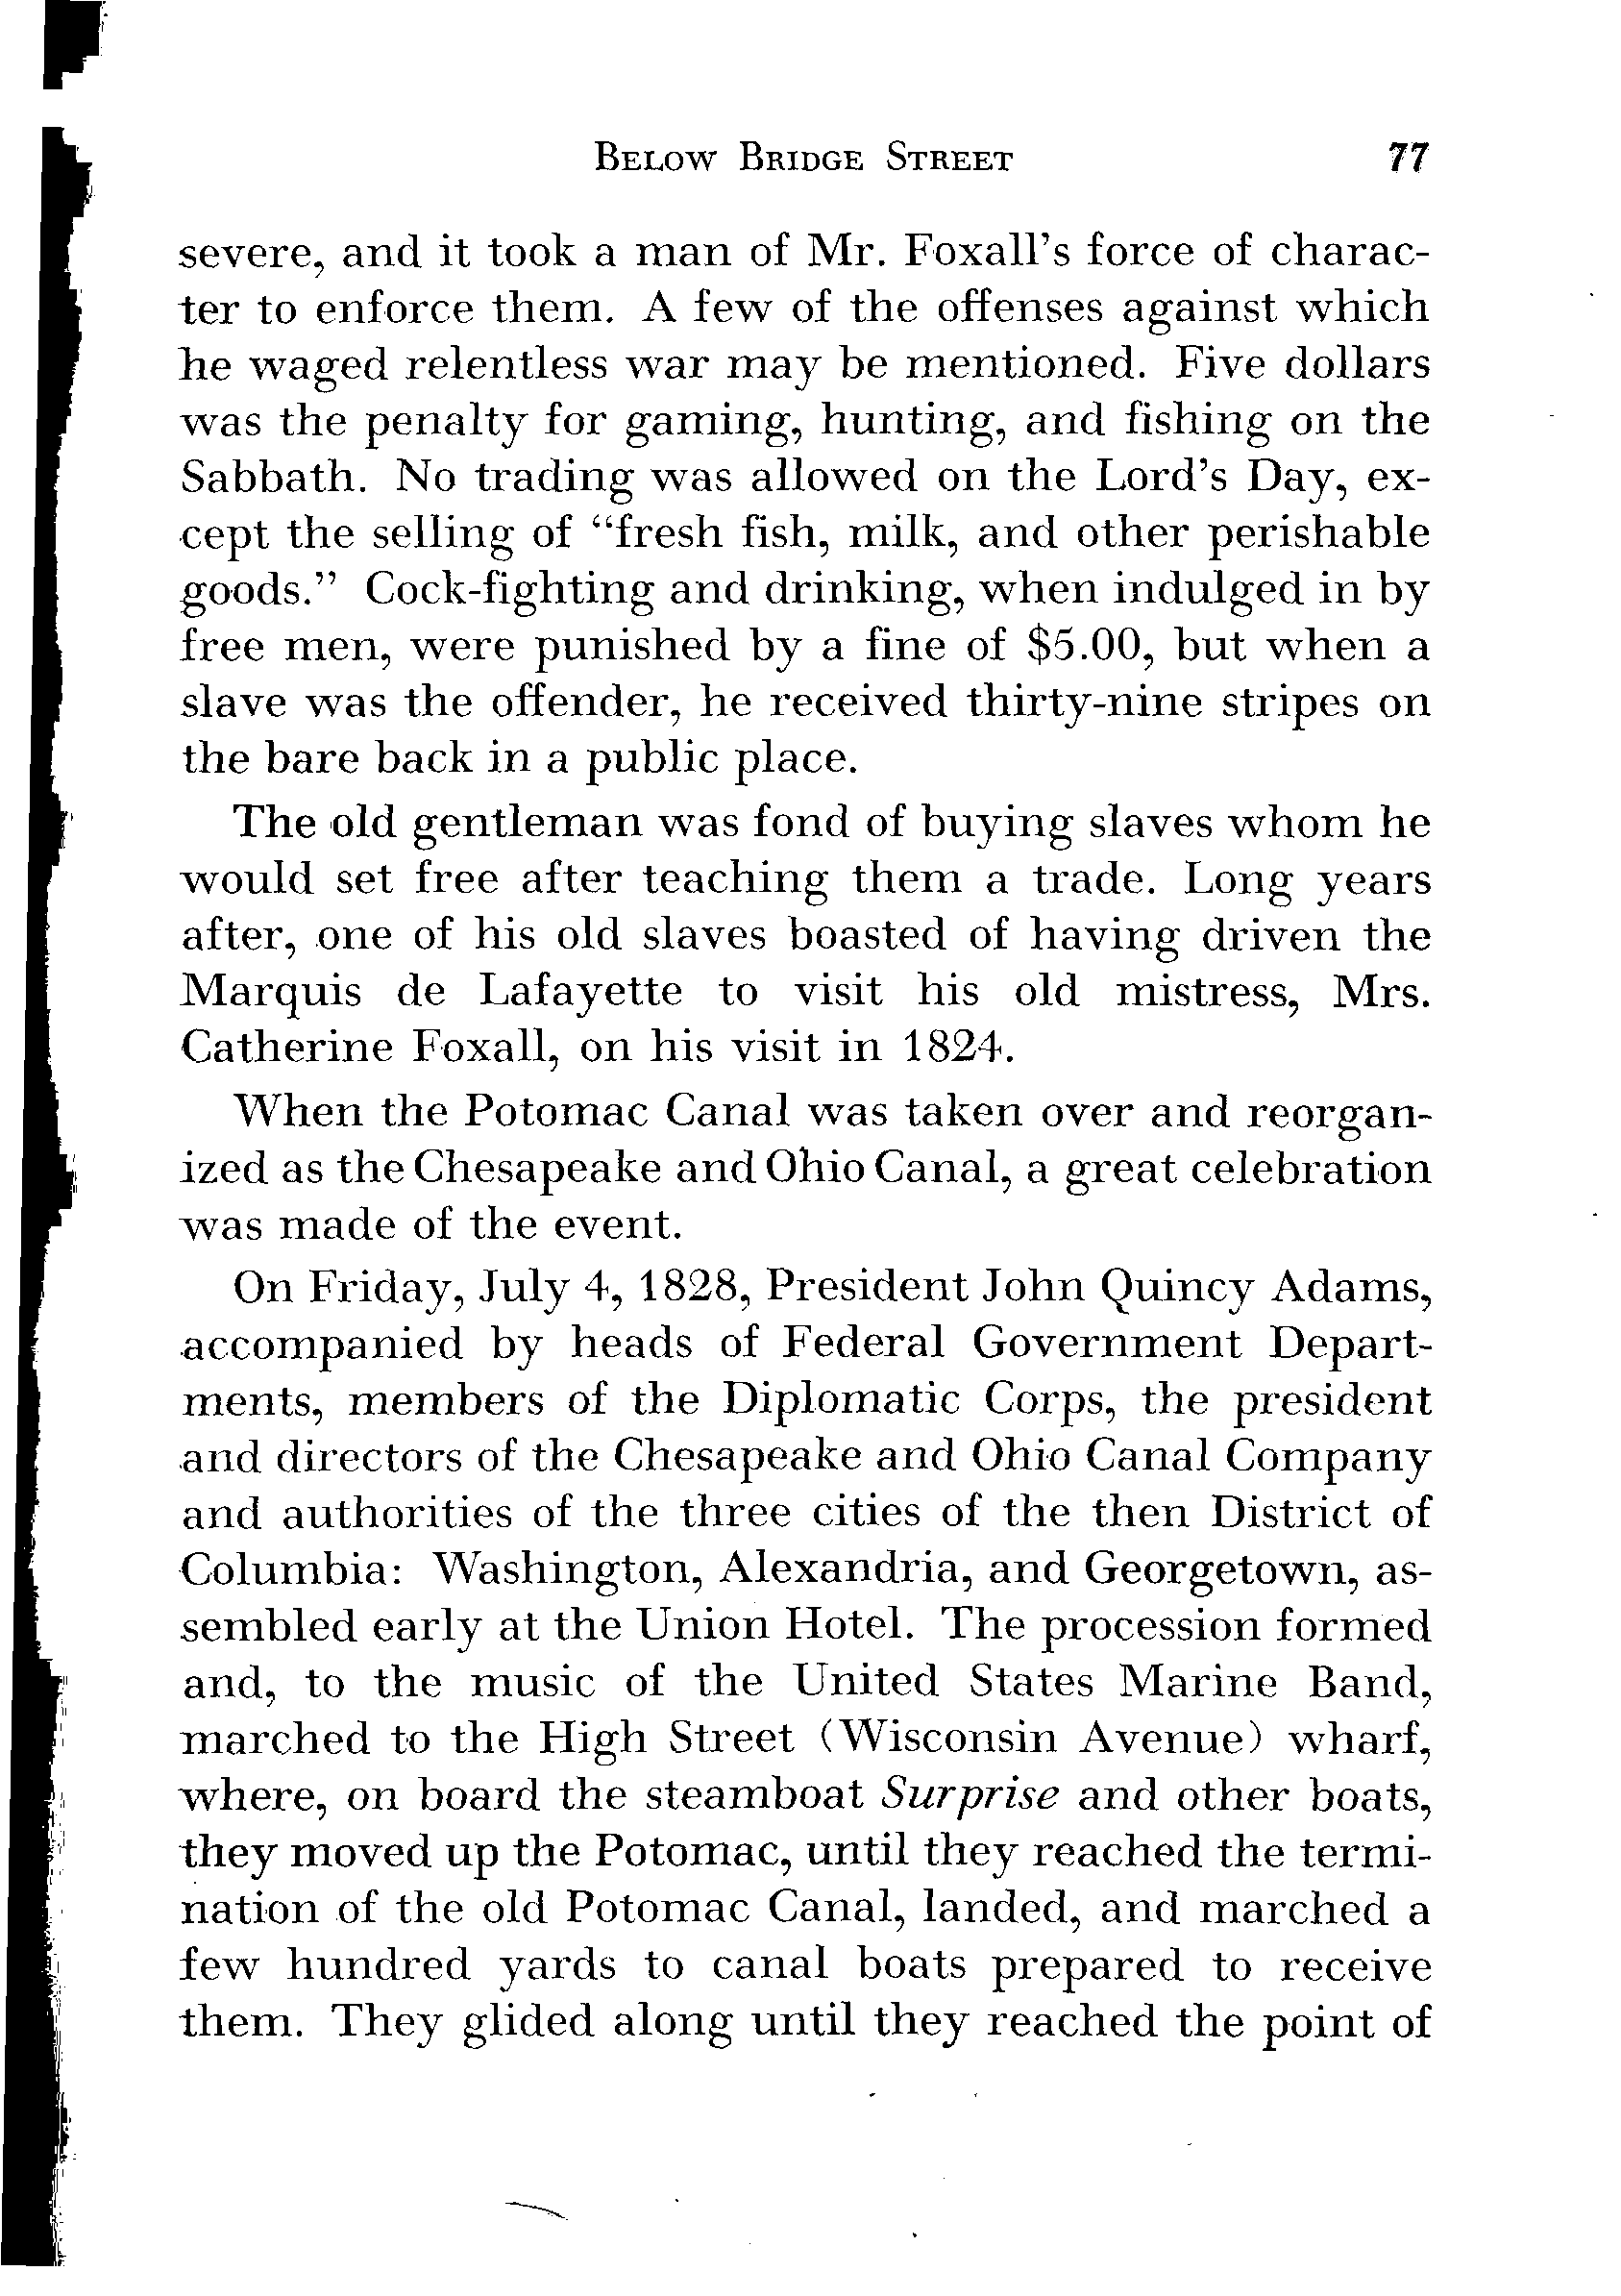 BELOW BRIDGE STREET 77
severe, and it took a man of Mr. Foxall's force of charac-
ter to enforce them. A few of the offenses against which
he waged relentless war may be mentioned. Five dollars
was the penalty for gaming, hunting, and fishing on the
Sabbath. No trading was allowed on the Lord's Day, ex-
cept the selling of “fresh fish, milk, and other perishable
goods.” Cock-fighting and drinking, when indulged in by
free men, were punished by a fine of $5.00, but when a
slave was the offender, he received thirty-nine stripes on
the bare back in a public place.
The old gentleman was fond of buying slaves whom he
would set free after teaching them a trade. Long years
after, one of his old slaves boasted of having driven the
Marquis de Lafayette to visit his old mistress, Mrs.
Catherine Foxall, on his visit in 1824.
When the Potomac Canal was taken over and reorgan-
ized as the Chesapeake and Ohio Canal, a great celebration
was made of the event.
On Friday, July 4, 1828, President John Quincy Adams,
accompanied by heads of Federal Government Depart-
ments, members of the Diplomatic Corps, the president
and directors of the Chesapeake and Ohio Canal Company
and authorities of the three cities of the then District of
Columbia: Washington, Alexandria, and Georgetown, as-
sembled early at the Union Hotel. The procession formed
and, to the music of the United States Marine Band,
marched to the High Street (Wisconsin Avenue) wharf,
where, on board the steamboat Surprise and other boats,
they moved up the Potomac, until they reached the termi-
nation of the old Potomac Canal, landed, and marched a
few hundred yards to canal boats prepared to receive
them. They glided along until they reached the point of